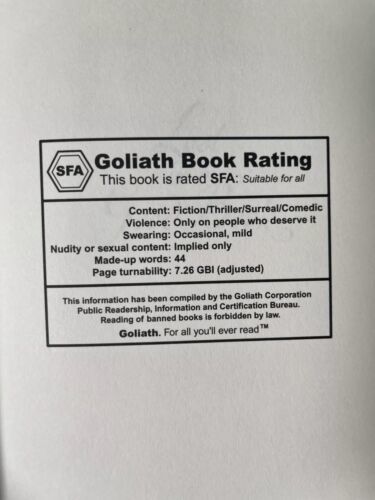 SFA
Goliath Book Rating
This book is rated SFA: Suitable for all
Content: Fiction/Thriller/Surreal/Comedic
Violence: Only on people who deserve it
Swearing: Occasional, mild
Nudity or sexual content: Implied only
Made-up words: 44
Page turnability: 7.26 GBI (adjusted)
This information has been compiled by the Goliath Corporation
Public Readership, Information and Certification Bureau.
Reading of banned books is forbidden by law.
Goliath. For all you'll ever read™